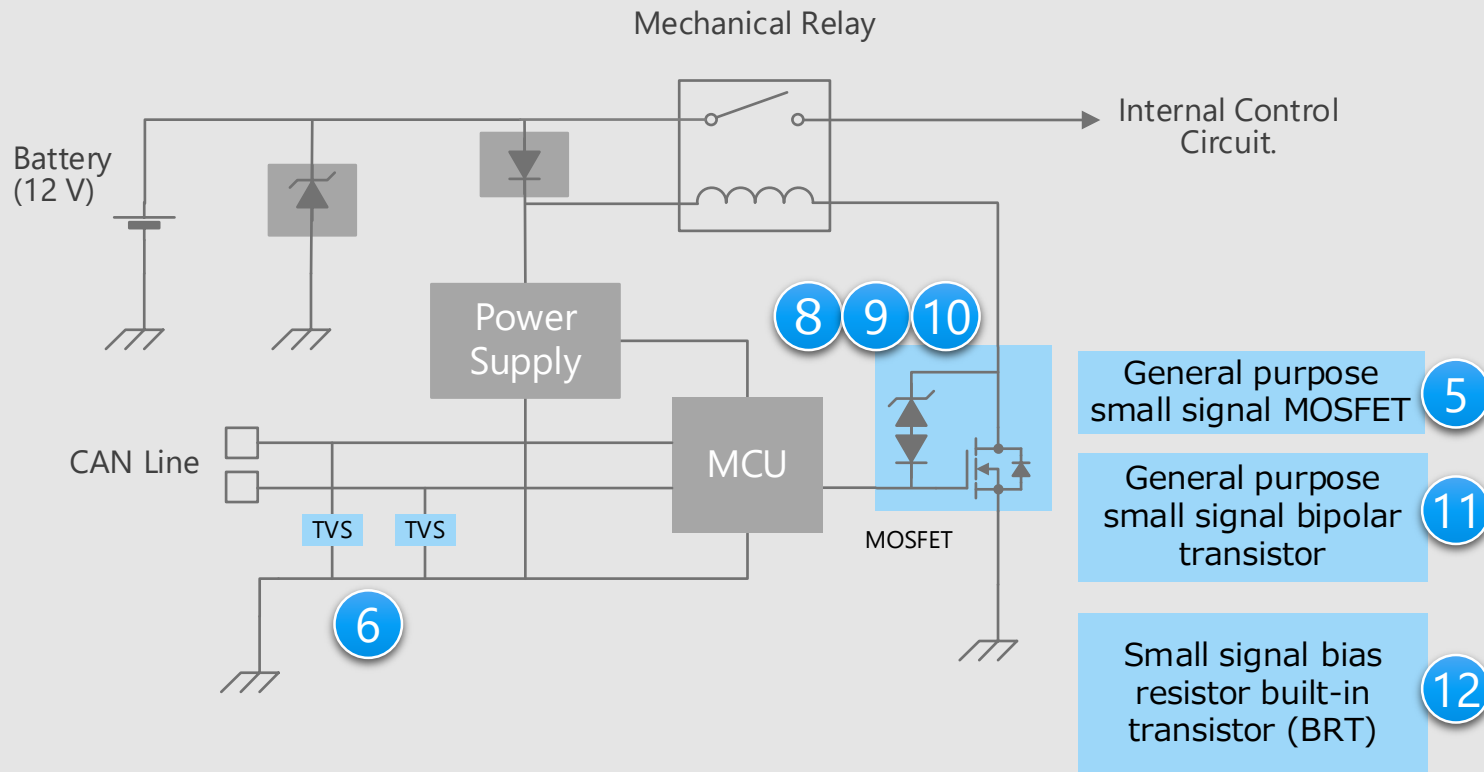 Mechanical Relay
Internal Control
Circuit.
Battery
(12 V)
Power
Supply
8 9 10
General purpose
small signal MOSFET
5
CAN Line
MCU
General purpose
small signal bipolar
transistor
11
TVS TVS
MOSFET
6
Small signal bias
resistor built-in
transistor (BRT)
12